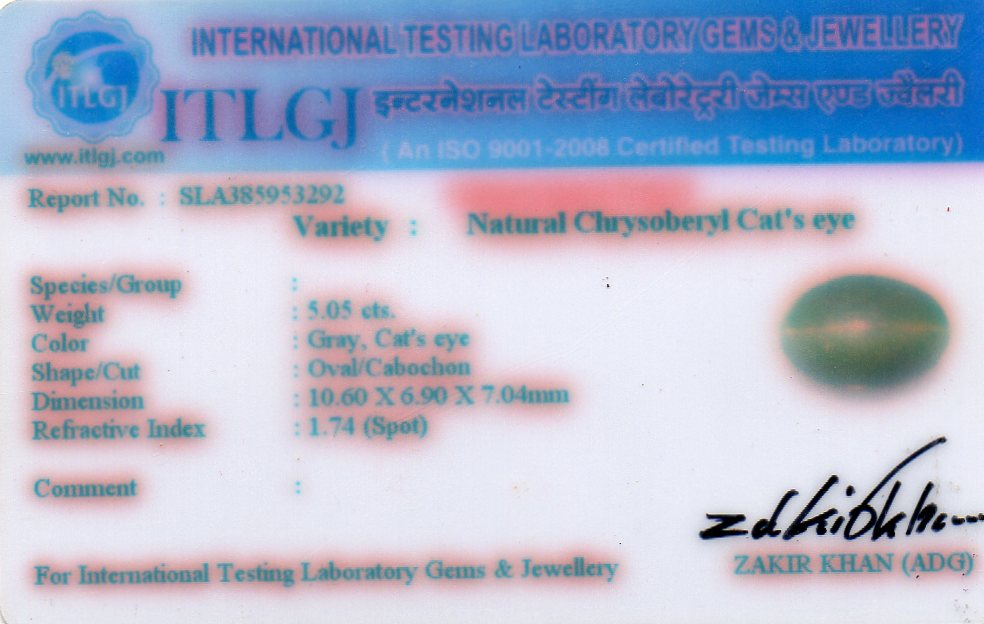 INTERNATIONAL TESTING LABORATORY GEMS & JEWELLERY
ITLGJ
ITLGJ इन्टरनेशनल टेस्टींग लेबोरेट्ररी जेम्स एण्ड ज्वैलरी
www.itlgj.com
( An ISO 9001-2008 Certified Testing Laboratory)
Report No. : SLA385953292
Variety : Natural Chrysoberyl Cat's eye
Species/Group :
Weight : 5.05 cts.
Color : Gray, Cat's eye
Shape/Cut : Oval/Cabochon
Dimension : 10.60 X 6.90 X 7.04mm
Refractive Index : 1.74 (Spot)
Comment :
For International Testing Laboratory Gems & Jewellery
ZAKIR KHAN (ADG)